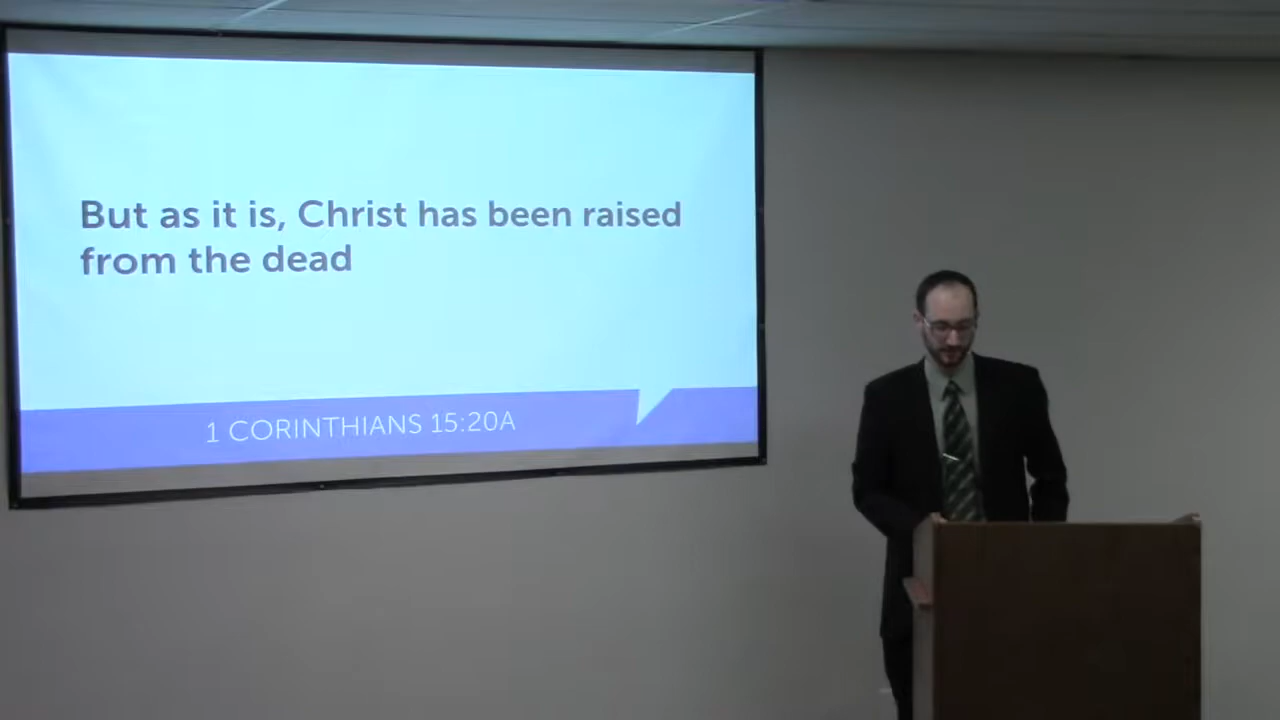 But as it is, Christ has been raised
from the dead
1 CORINTHIANS 15:20A